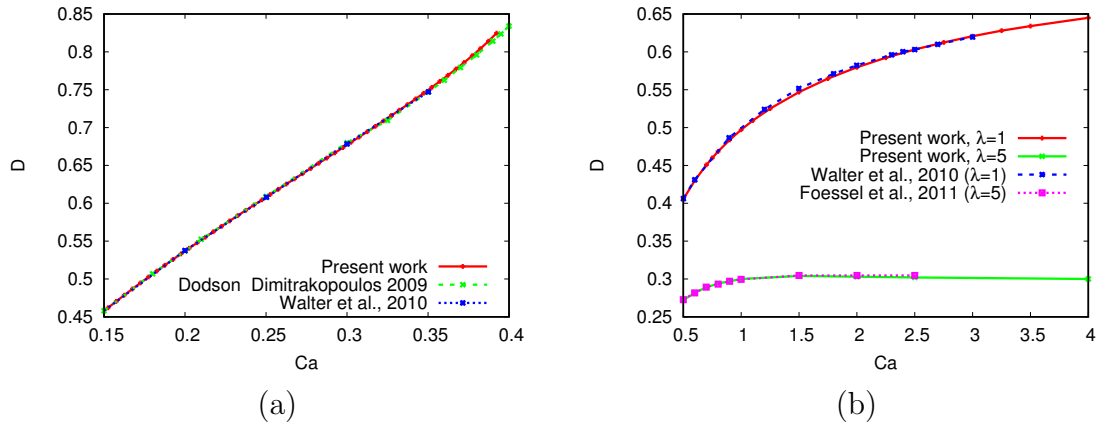 0.85
0.8
0.75
0.7
0.65
0.6
0.55
0.5
0.45
D
Present work
Dodson Dimitrakopoulos 2009
Walter et al., 2010
0.15 0.2 0.25 0.3 0.35 0.4
Ca
(a)
0.65
0.6
0.55
0.5
0.45
0.4
0.35
0.3
0.25
D
Present work, λ=1
Present work, λ=5
Walter et al., 2010 (λ=1)
Foessel et al., 2011 (λ=5)
0.5 1 1.5 2 2.5 3 3.5 4
Ca
(b)